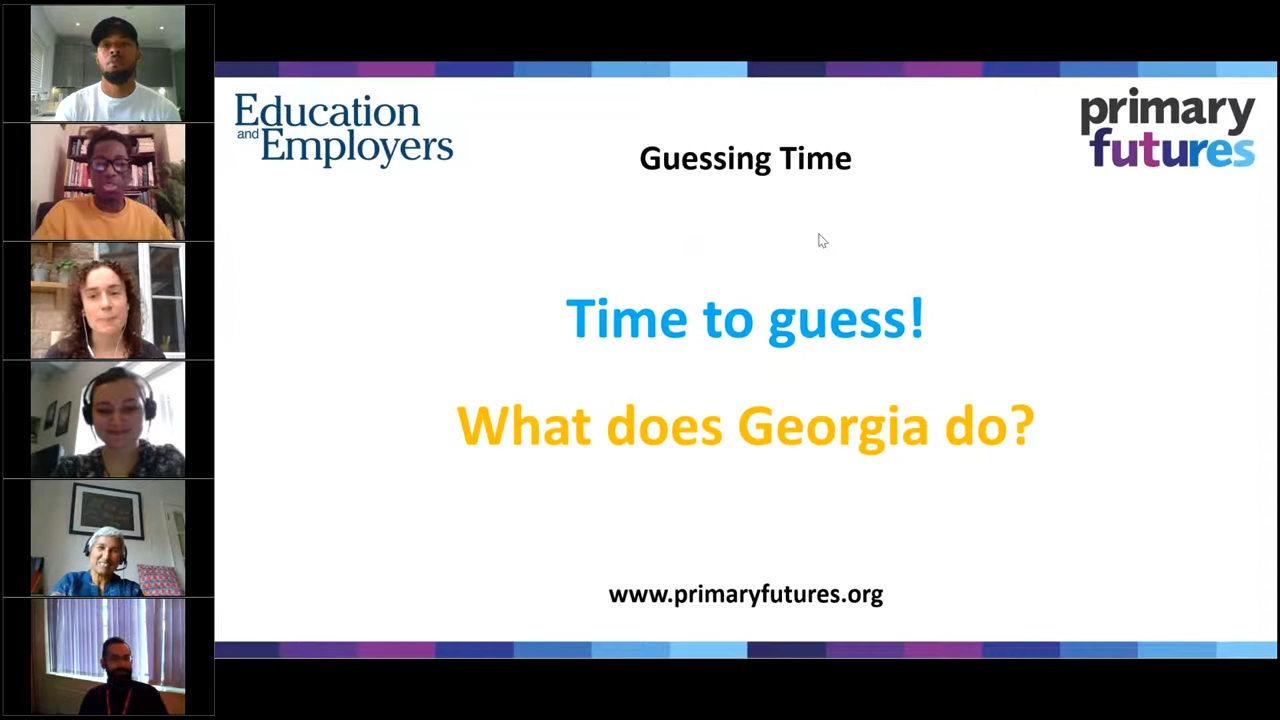 Education
and Employers
primary
futures
Guessing Time
Time to guess!
What does Georgia do?
www.primaryfutures.org